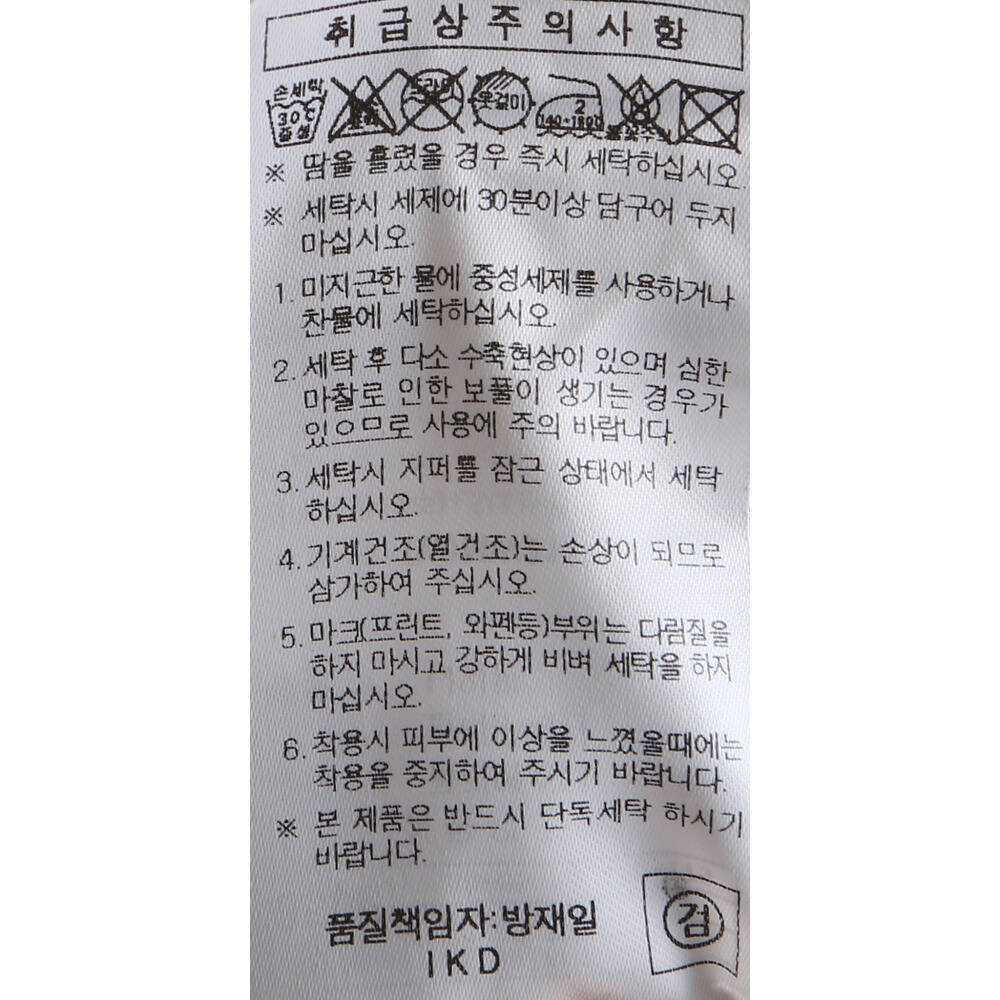 취급상주의사항
손세탁 30℃ 중성
드라이
옷걸이
2 140~160℃
불꽃주의
※ 땀을 흘렸을 경우 즉시 세탁하십시오.
※ 세탁시 세제에 30분이상 담구어 두지
마십시오.
1. 미지근한 물에 중성세제를 사용하거나
찬물에 세탁하십시오.
2. 세탁 후 다소 수축현상이 있으며 심한
마찰로 인한 보풀이 생기는 경우가
있으므로 사용에 주의 바랍니다.
3. 세탁시 지퍼를 잠근 상태에서 세탁
하십시오.
4. 기계건조(열건조)는 손상이 되므로
삼가하여 주십시오.
5. 마크(프린트, 와펜등)부위는 다림질을
하지 마시고 강하게 비벼 세탁을 하지
마십시오.
6. 착용시 피부에 이상을 느꼈을때에는
착용을 중지하여 주시기 바랍니다.
※ 본 제품은 반드시 단독세탁 하시기
바랍니다.
품질책임자:방재일
IKD
검